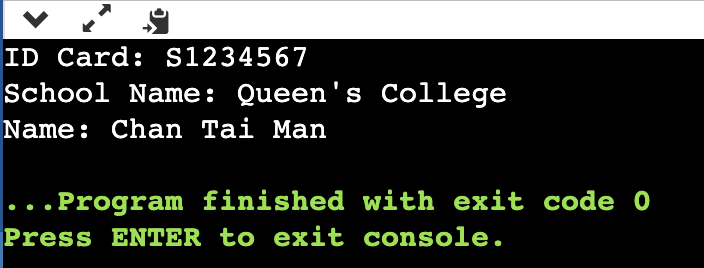 ID Card: S1234567
School Name: Queen's College
Name: Chan Tai Man
...Program finished with exit code 0
Press ENTER to exit console.